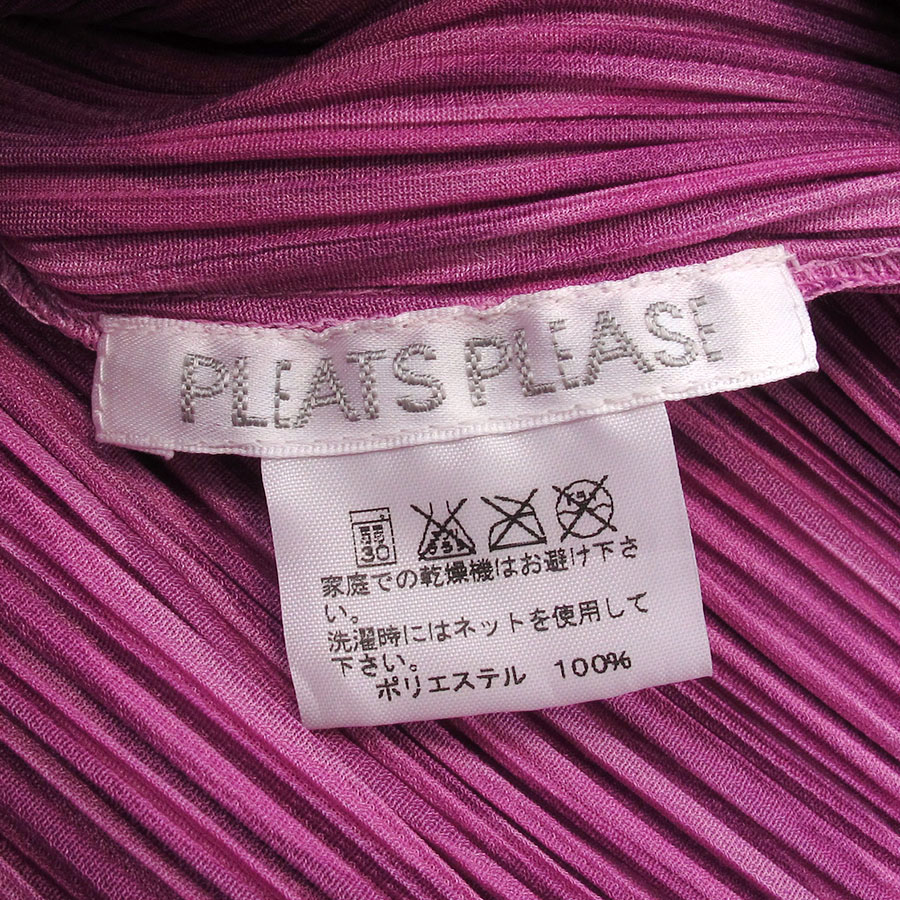 PLEATS PLEASE
弱
30
家庭での乾燥機はお避け下さ
い。
洗濯時にはネットを使用して
下さい。
ポリエステル 100%